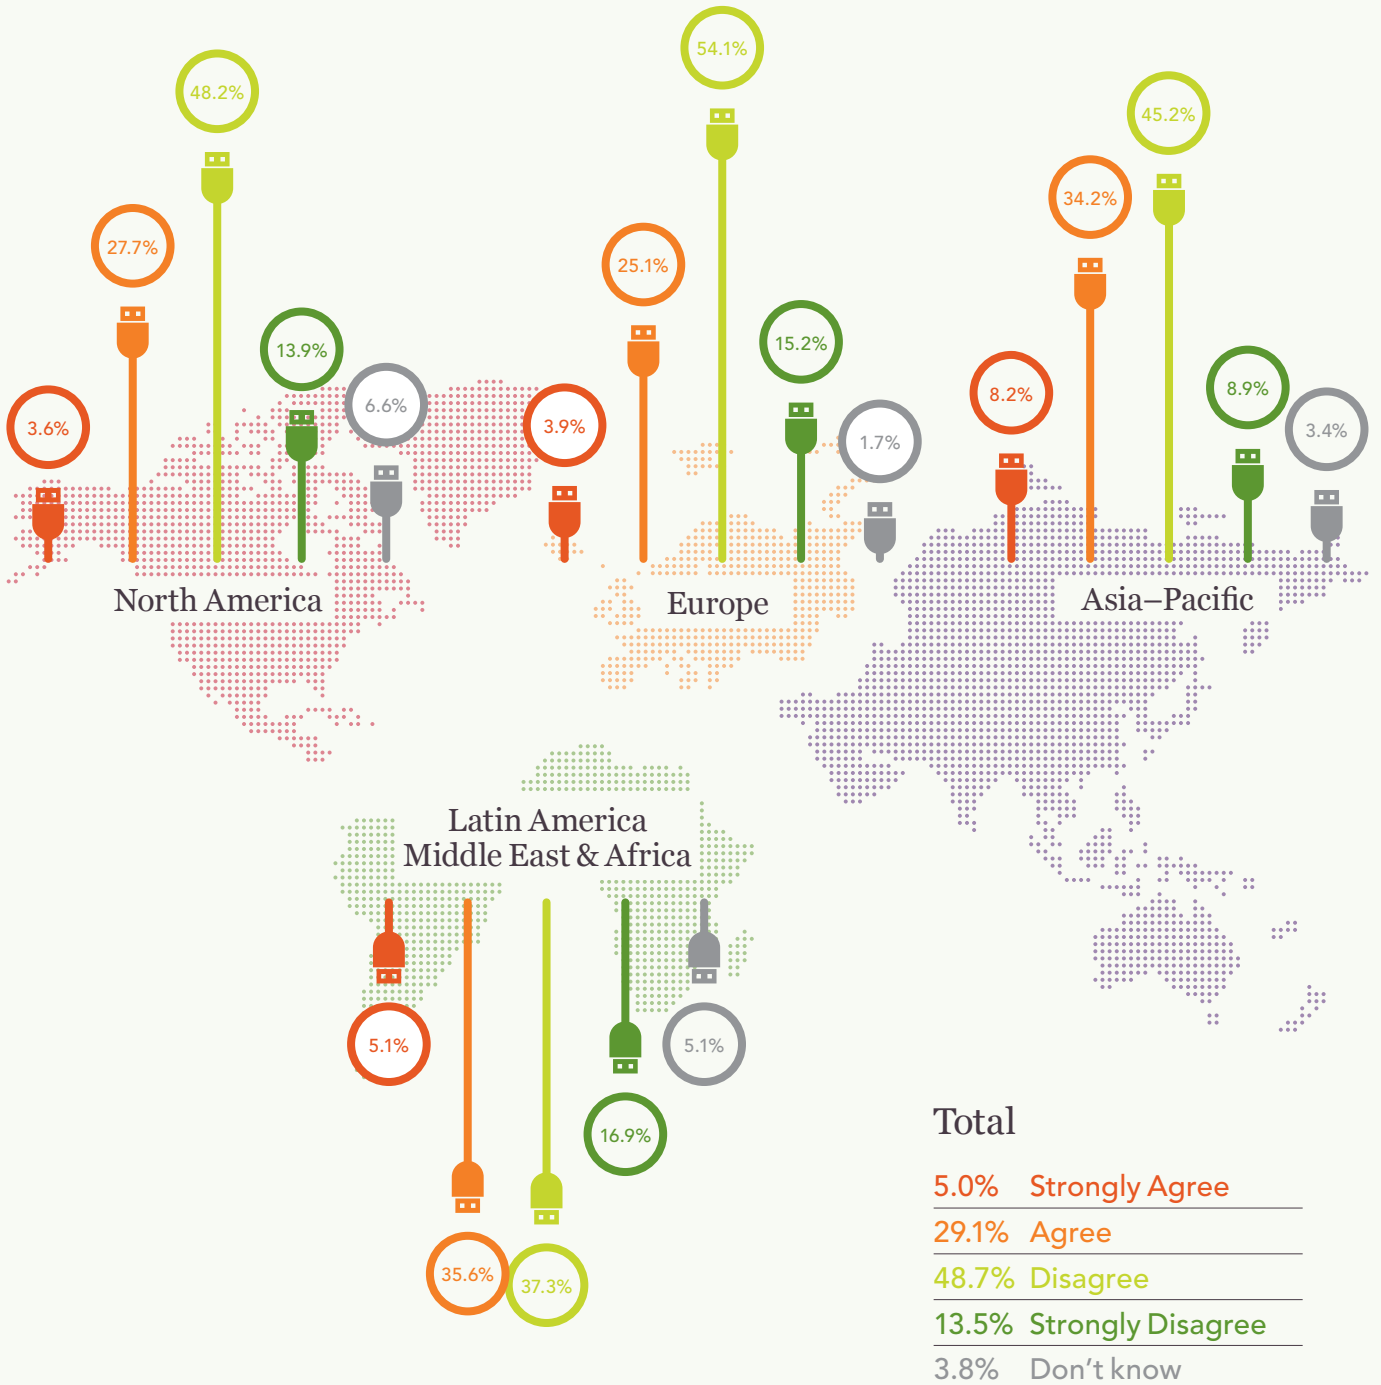 48.2%
27.7%
13.9%
3.6%
6.6%
North America
54.1%
25.1%
15.2%
3.9%
1.7%
Europe
45.2%
34.2%
8.2%
8.9%
3.4%
Asia–Pacific
Latin America
Middle East & Africa
5.1%
35.6%
37.3%
16.9%
5.1%
Total
5.0% Strongly Agree
29.1% Agree
48.7% Disagree
13.5% Strongly Disagree
3.8% Don’t know